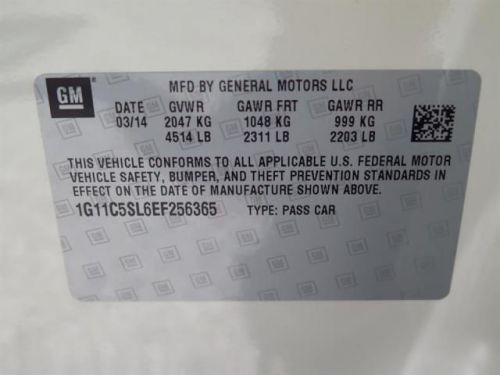 GM
MFD BY GENERAL MOTORS LLC
DATE GVWR GAWR FRT GAWR RR
03/14 2047 KG 1048 KG 999 KG
4514 LB 2311 LB 2203 LB
THIS VEHICLE CONFORMS TO ALL APPLICABLE U.S. FEDERAL MOTOR
VEHICLE SAFETY, BUMPER, AND THEFT PREVENTION STANDARDS IN
EFFECT ON THE DATE OF MANUFACTURE SHOWN ABOVE.
1G11C5SL6EF256365 TYPE: PASS CAR